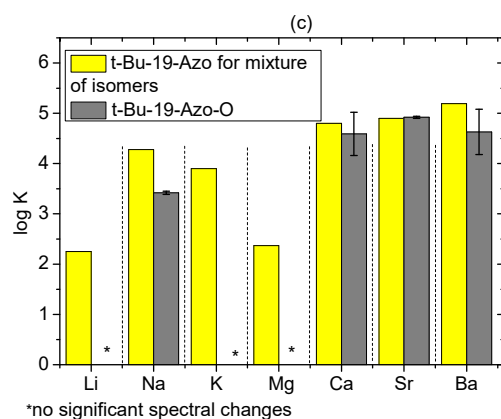 (c)
t-Bu-19-Azo for mixture
of isomers
t-Bu-19-Azo-O
log K
6
5
4
3
2
1
0
*
*
*
Li Na K Mg Ca Sr Ba
*no significant spectral changes